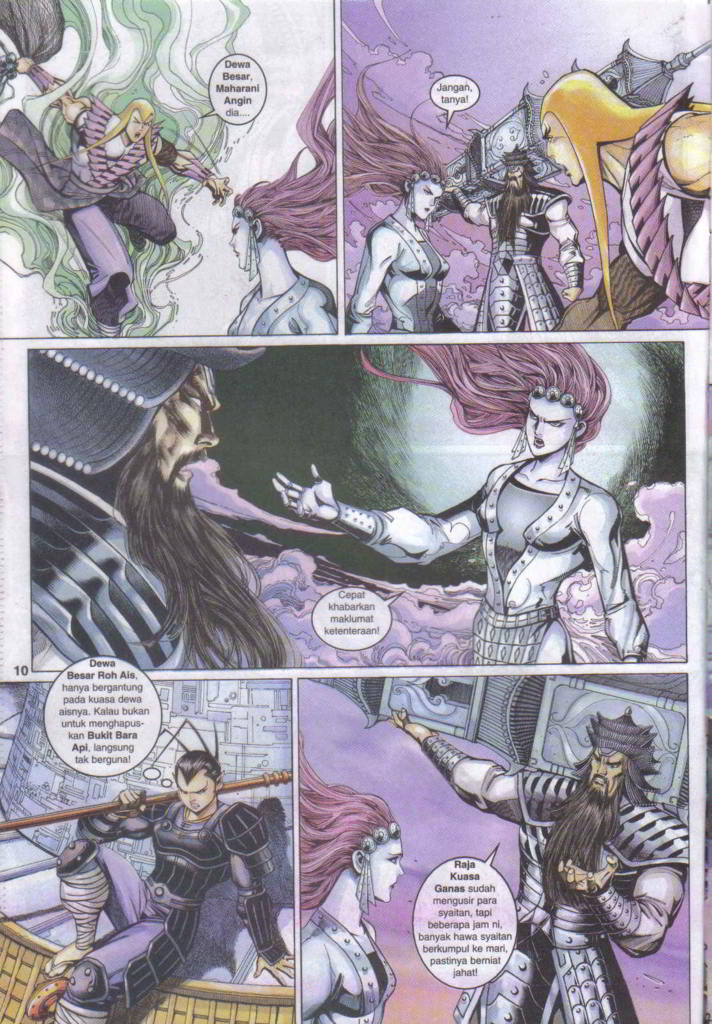 Dewa
Besar,
Maharani
Angin
dia....
Jangan,
tanya!
Cepat
khabarkan
maklumat
ketenteraan!
10
Dewa
Besar Roh Ais,
hanya bergantung
pada kuasa dewa
aisnya. Kalau bukan
untuk menghapus-
kan Bukit Bara
Api, langsung
tak berguna!
Raja
Kuasa
Ganas sudah
mengusir para
syaitan, tapi
beberapa jam ni,
banyak hawa syaitan
berkumpul ke mari,
pastinya berniat
jahat!